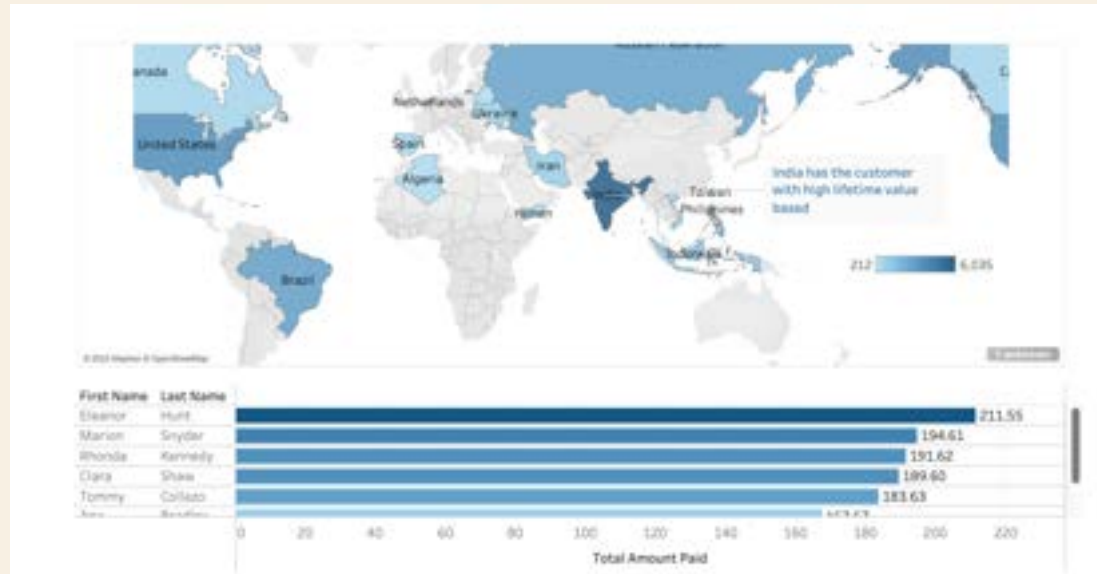 anada
Netherlands
Ukraine
United States
Spain
Iran
Algeria
India has the customer
with high lifetime value
based
Taiwan
Philippines
Yemen
Indonesia
212
6,035
Brazil
First Name Last Name
Eleanor Hunt 211.55
Marion Snyder 194.61
Rhonda Kennedy 191.62
Clara Shaw 189.60
Tommy Collazo 183.63
0 20 40 60 80 100 120 140 160 180 200 220
Total Amount Paid